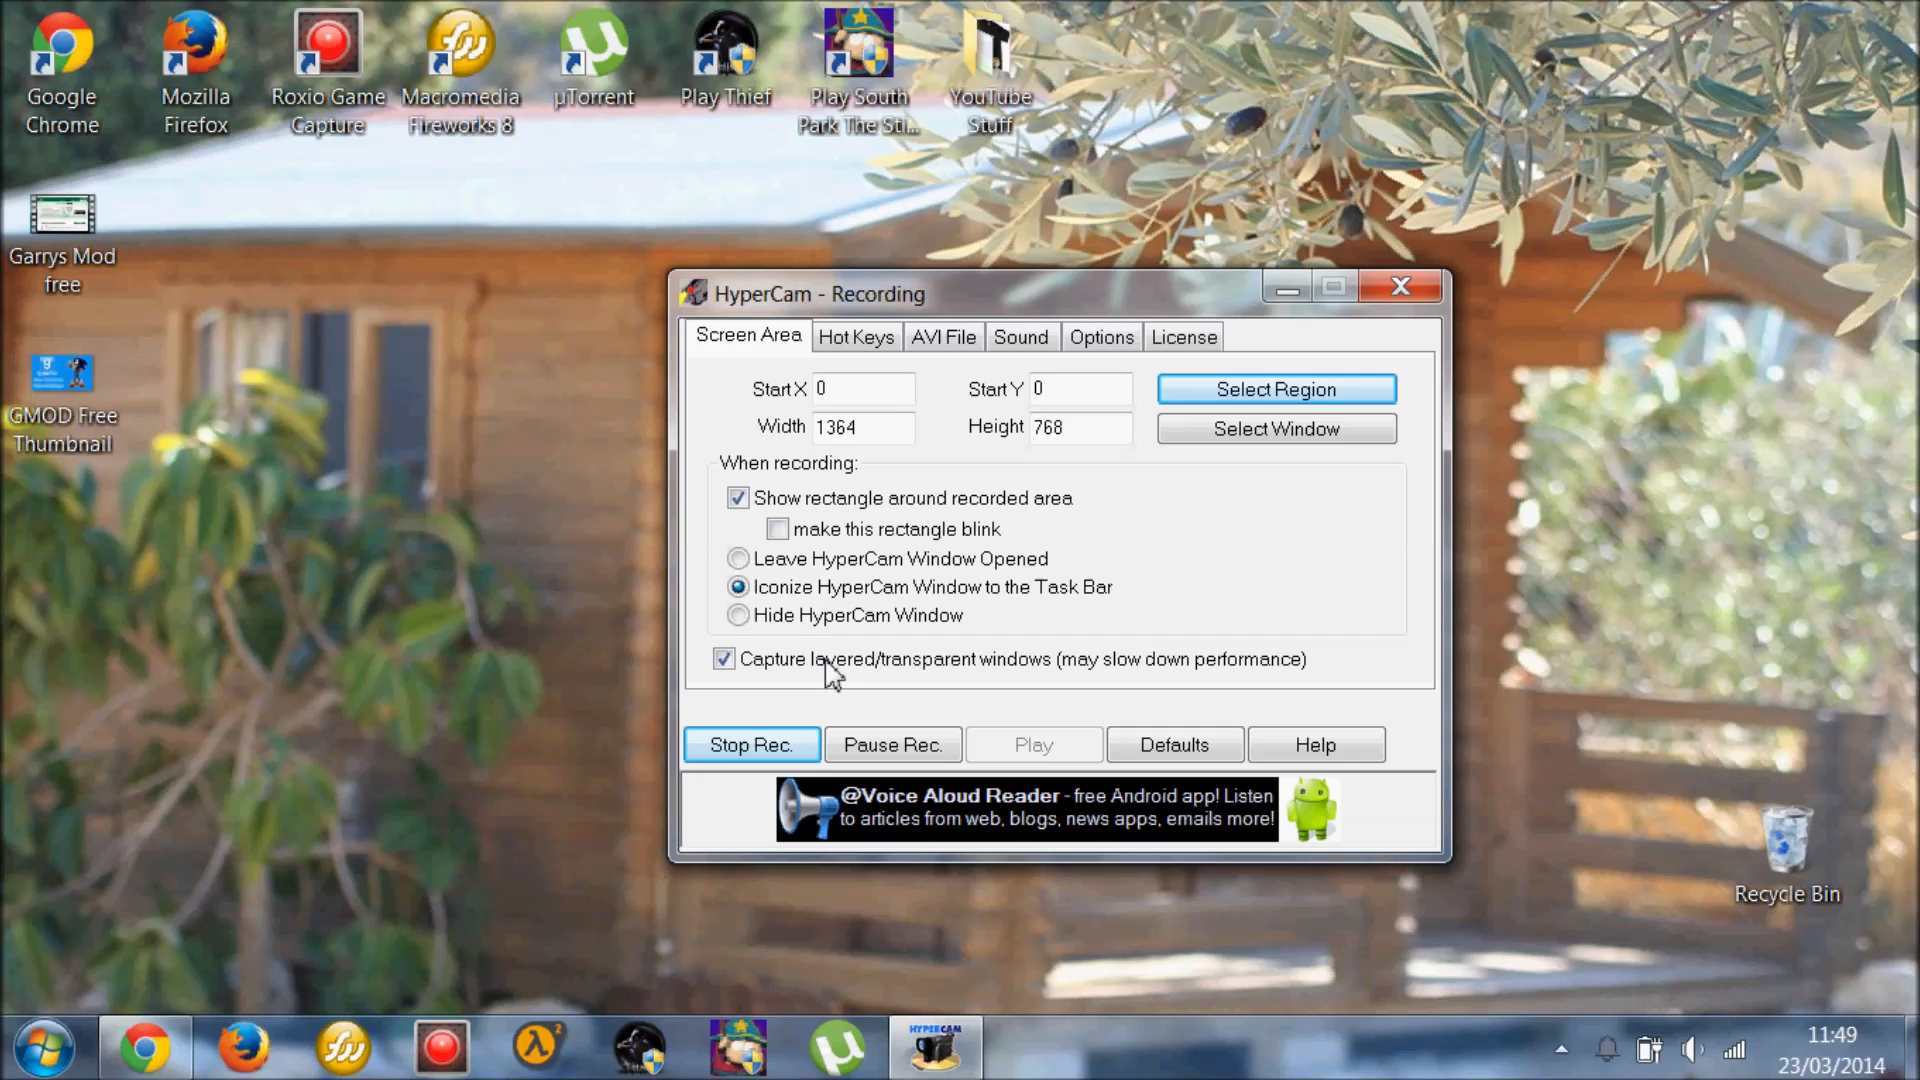 Google
Chrome
Mozilla
Firefox
Roxio Game
Capture
Macromedia
Fireworks 8
µTorrent
Play Thief
Play South
Park The Sti...
YouTube
Stuff
Garrys Mod
free
GMOD Free
Thumbnail
HyperCam - Recording
Screen Area
Hot Keys
AVI File
Sound
Options
License
Start X 0
Start Y 0
Select Region
Width 1364
Height 768
Select Window
When recording:
Show rectangle around recorded area
make this rectangle blink
Leave HyperCam Window Opened
Iconize HyperCam Window to the Task Bar
Hide HyperCam Window
Capture layered/transparent windows (may slow down performance)
Stop Rec.
Pause Rec.
Play
Defaults
Help
@Voice Aloud Reader - free Android app! Listen
to articles from web, blogs, news apps, emails more!
Recycle Bin
HYPERCAM
11:49
23/03/2014